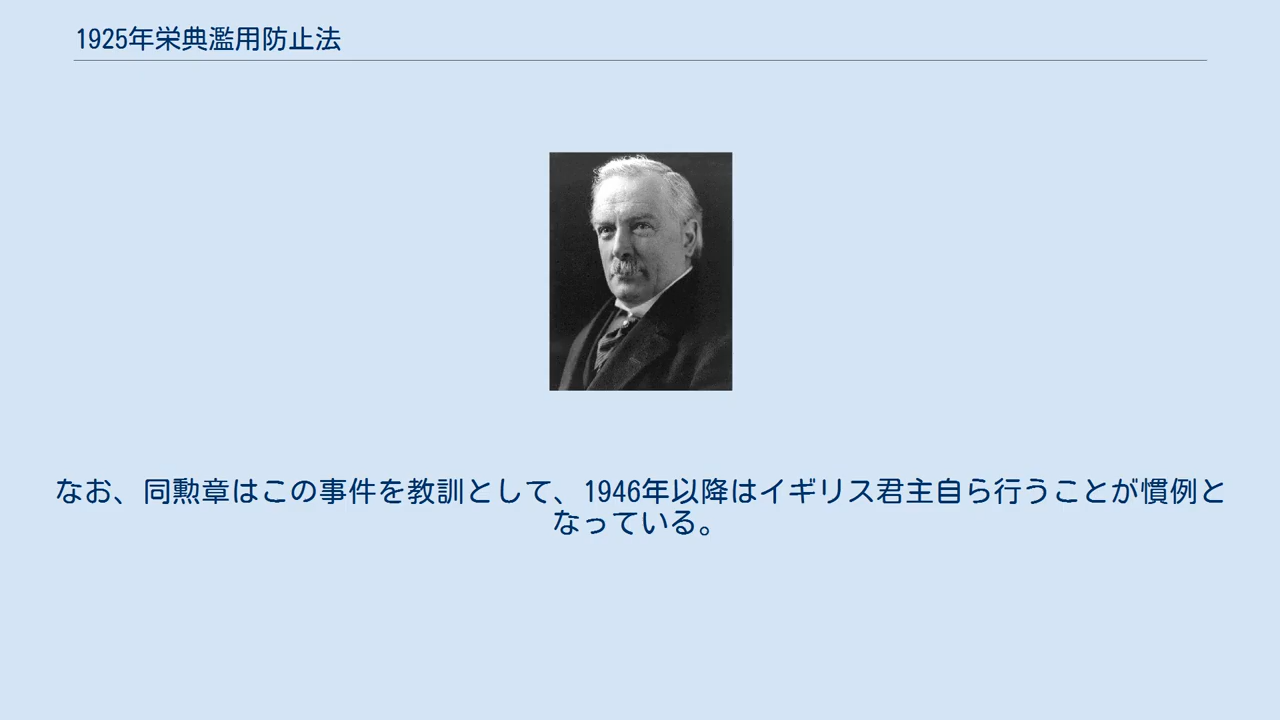 1925年栄典濫用防止法
なお、同勲章はこの事件を教訓として、1946年以降はイギリス君主自ら行うことが慣例と
なっている。